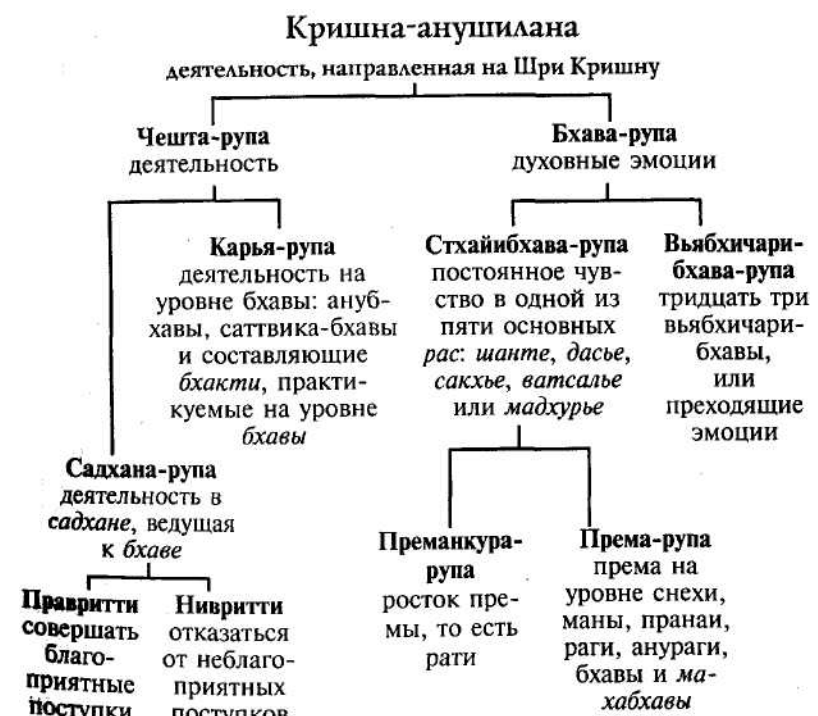 Кришна-анушилана
деятельность, направленная на Шри Кришну
Чешта-рупа
деятельность
Бхава-рупа
духовные эмоции
Карья-рупа
деятельность на
уровне бхавы:ануб-
хавы, саттвика-бхавы
и составляющие
бхакти, практи-
куемые на уровне
бхавы
Стхайибхава-рупа
постоянное чув-
ство в одной из
пяти основных
рас: шанте, дасье,
сакхье, ватсалье
или мадхурье
Вьябхичари-
бхава-рупа
тридцать три
вьябхичари-
бхавы,
или
преходящие
эмоции
Садхана-рупа
деятельность в
садхане, ведущая
к бхаве
Правритти
совершать
благо-
приятные
поступки
Нивритти
отказаться
от неблаго-
приятных
поступков
Преманкура-
рупа
росток пре-
мы, то есть
рати
Према-рупа
према на
уровне снехи,
маны, пранаи,
раги, анураги,
бхавы и ма-
хабхавы